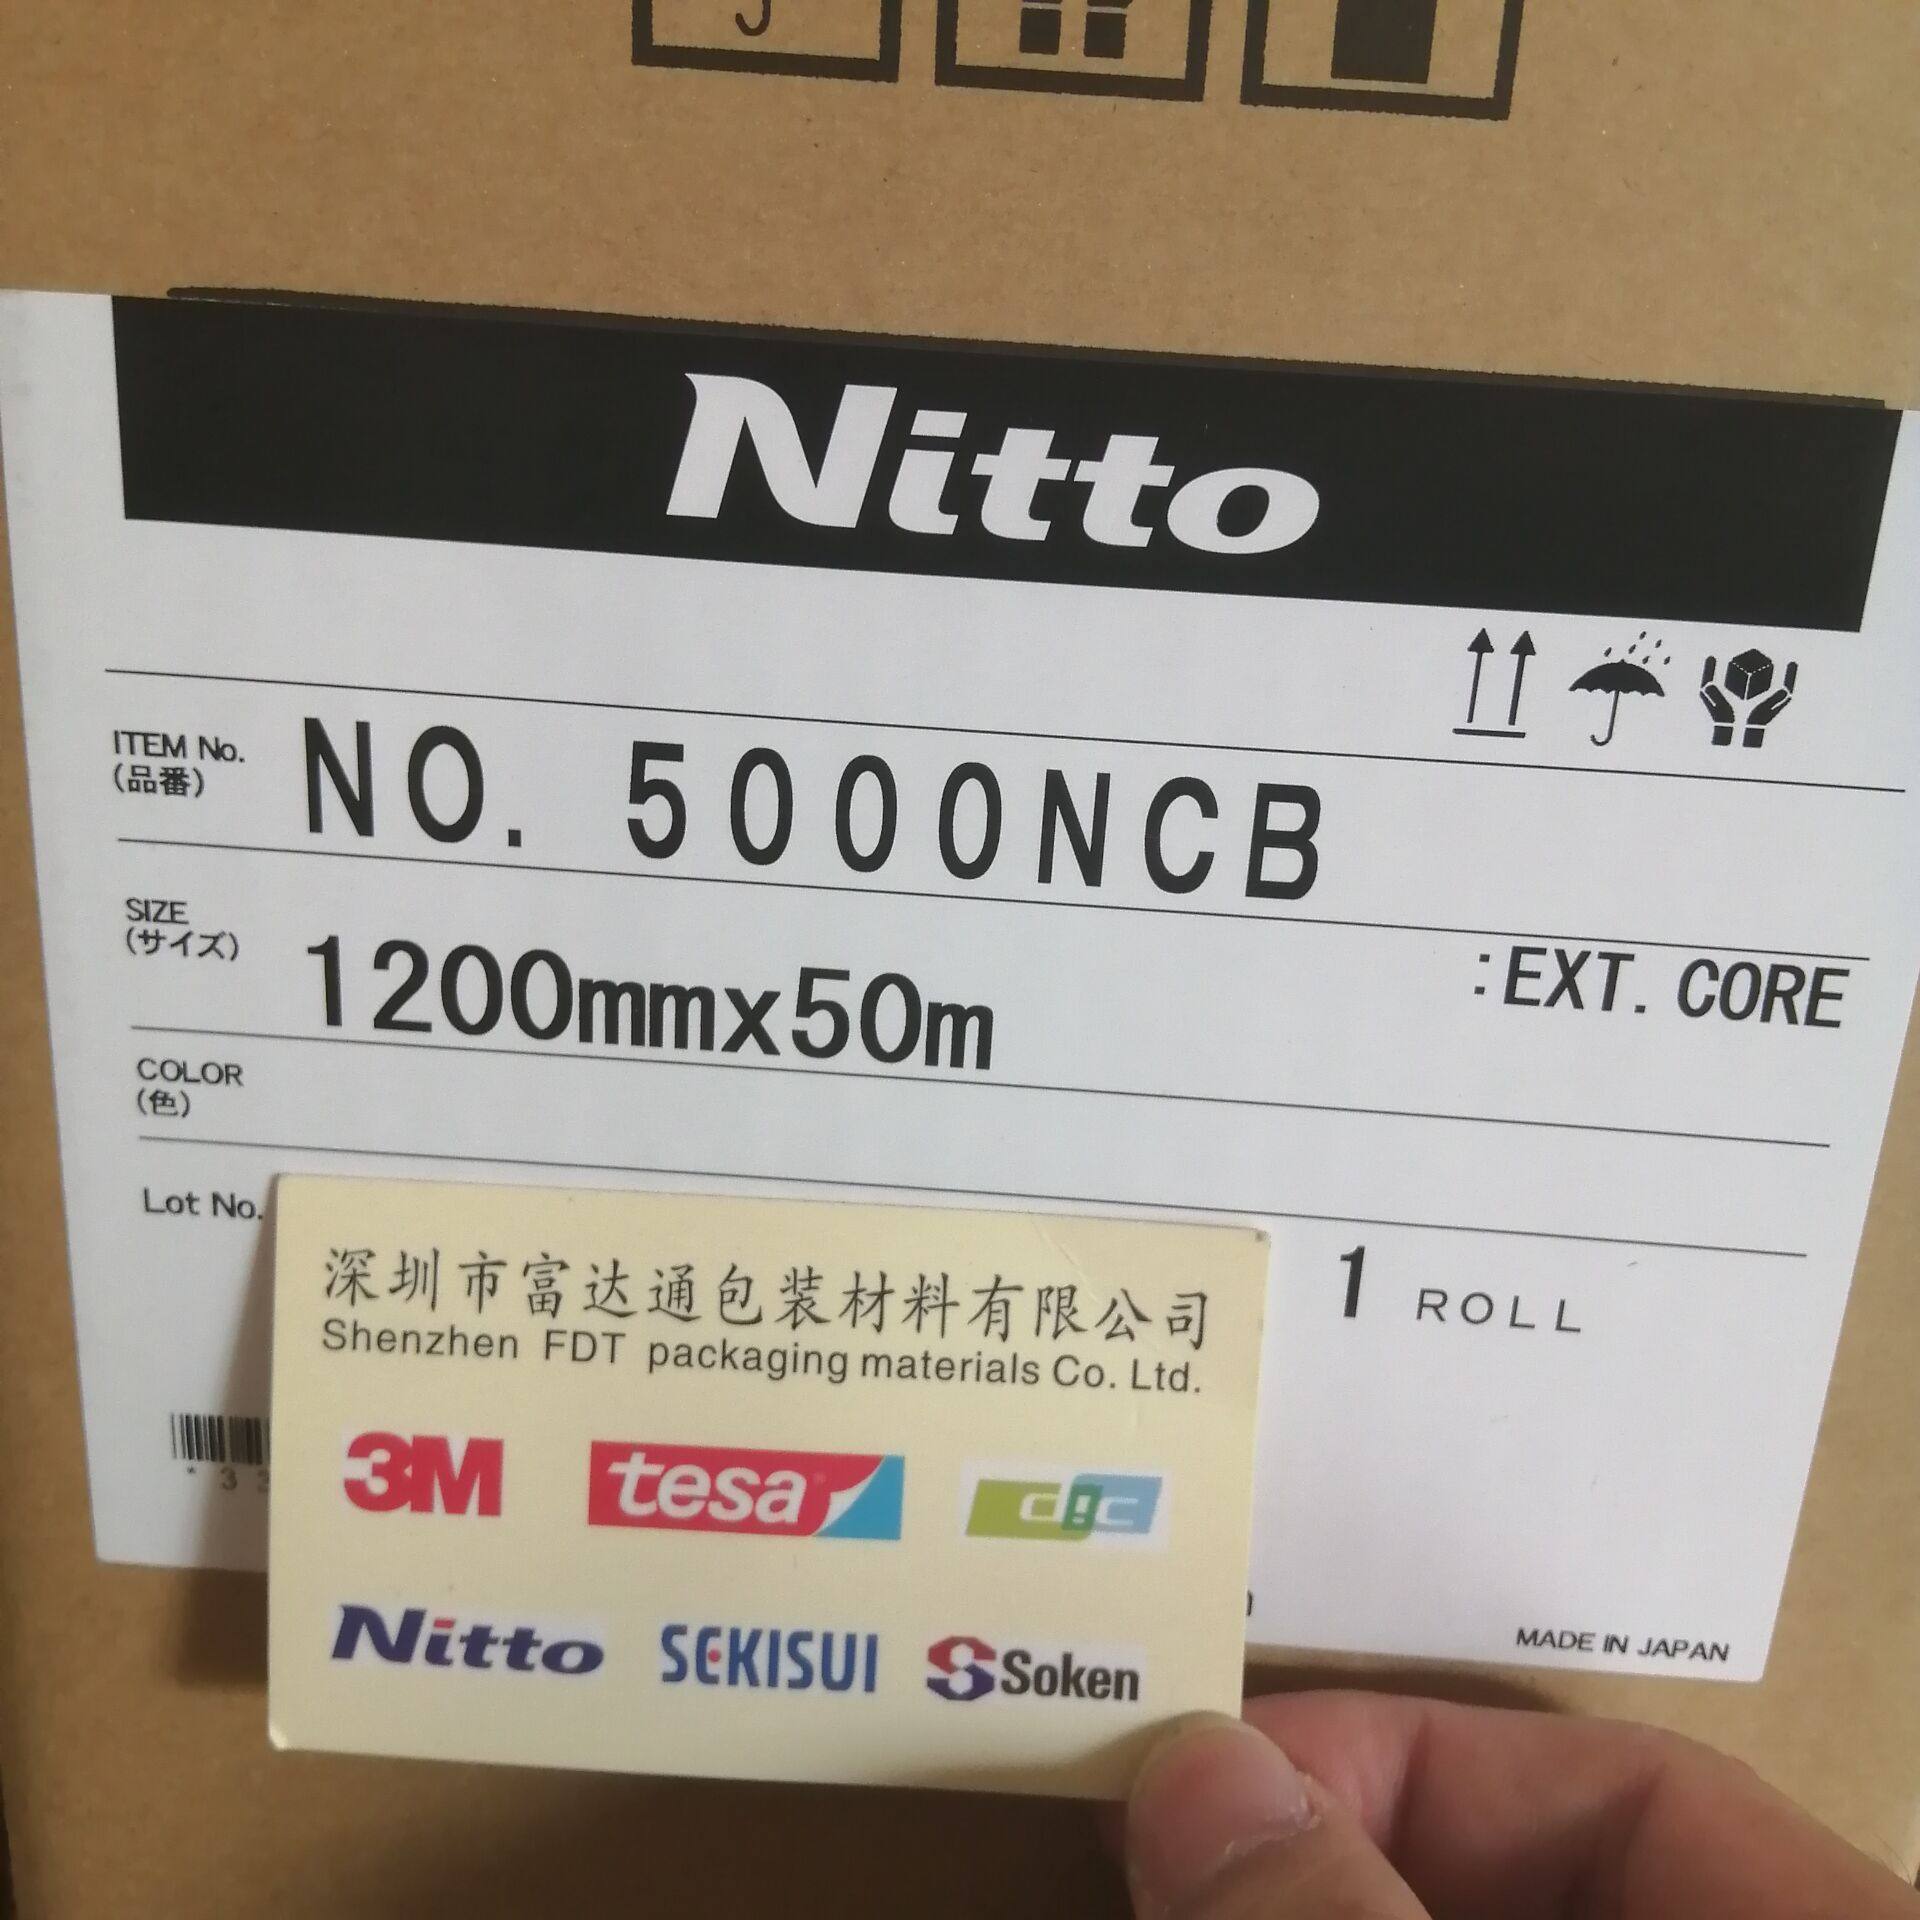 Nitto
ITEM No.
(品番)
NO. 5000NCB
SIZE
(サイズ)
1200mmx50m
:EXT. CORE
COLOR
(色)
Lot No.
1 ROLL
深圳市富达通包装材料有限公司
Shenzhen FDT packaging materials Co. Ltd.
3M
tesa
dic
Nitto
SEKISUI
Soken
MADE IN JAPAN